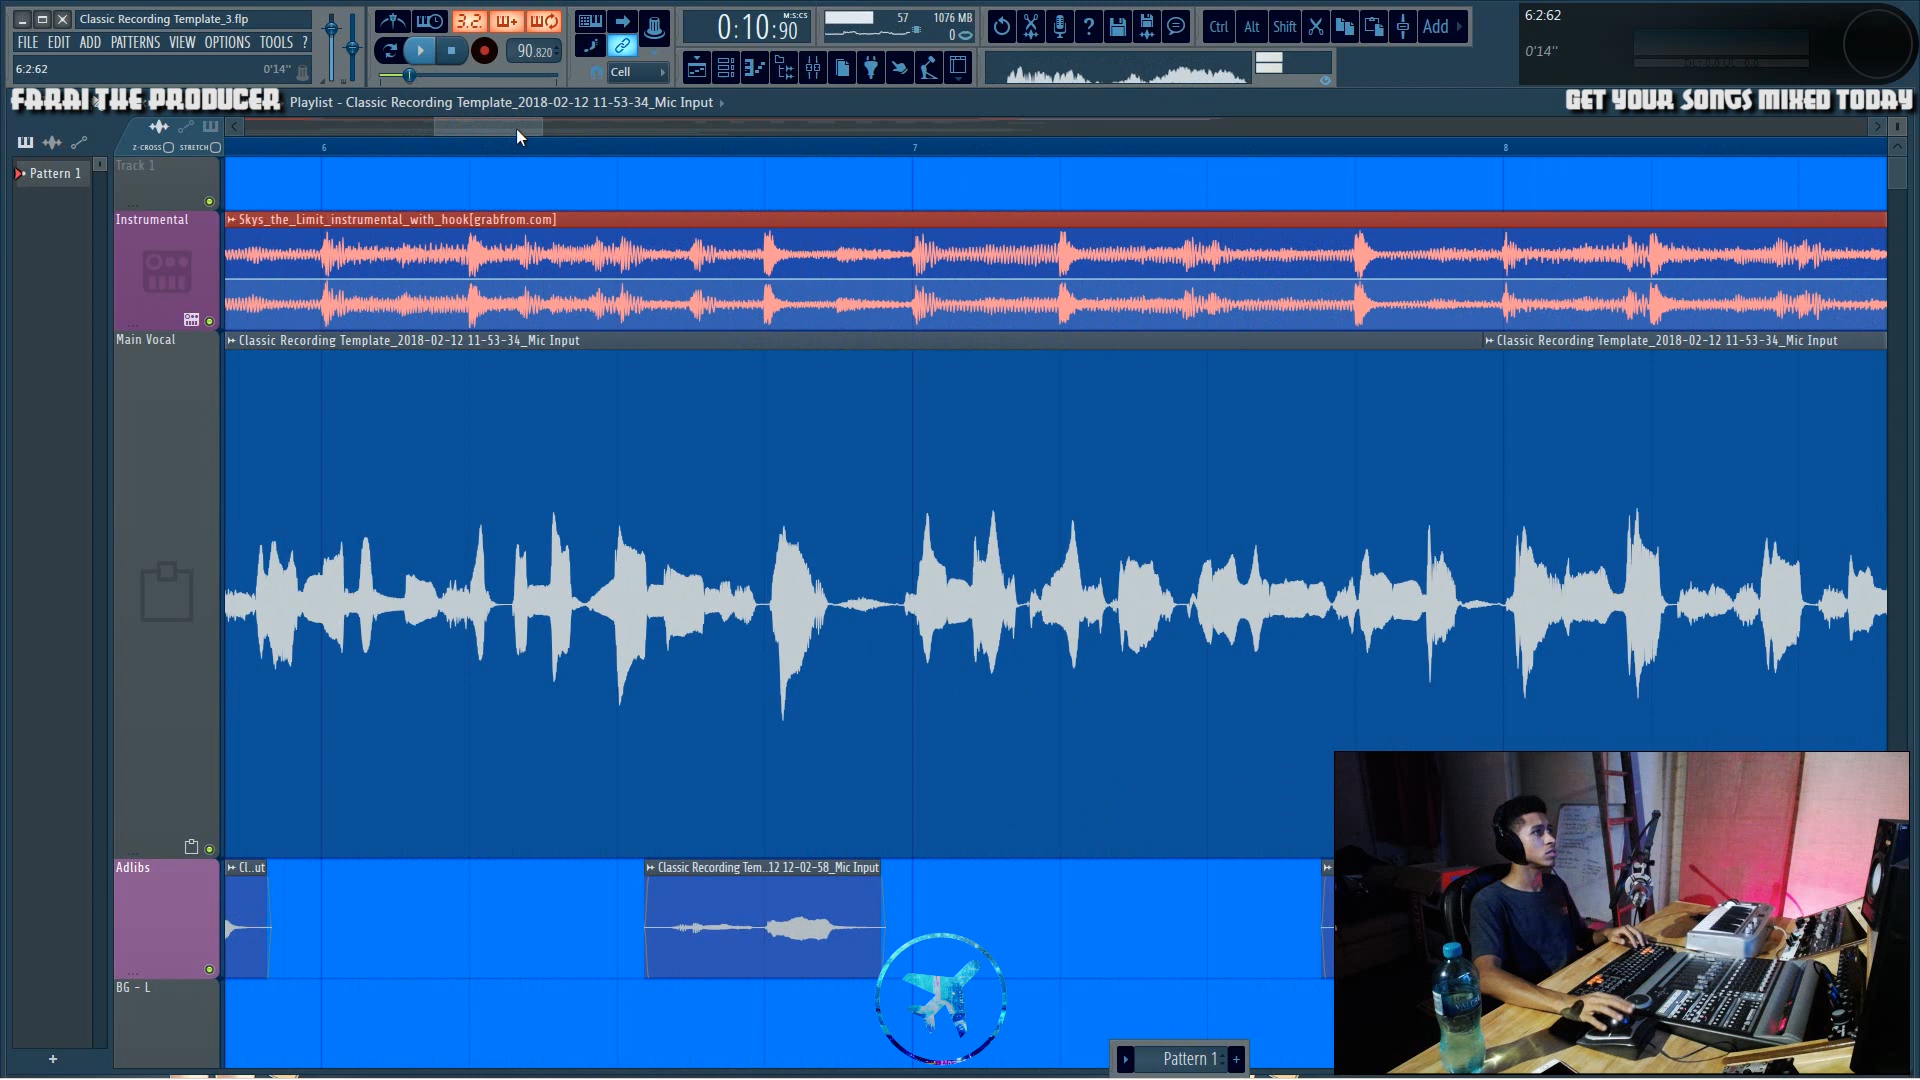 Classic Recording Template_3.flp
FILE EDIT ADD PATTERNS VIEW OPTIONS TOOLS ?
6:2:62 0'14''
3.2.
90.820
Cell
0:10:90
M:S:CS
57
1076 MB
0
Ctrl Alt Shift
Add
6:2:62
0'14''
FARAI THE PRODUCER
Playlist - Classic Recording Template_2018-02-12 11-53-34_Mic Input
GET YOUR SONGS MIXED TODAY
Z-CROSS STRETCH
6 7 8
Pattern 1
Track 1
Instrumental
Skys_the_Limit_instrumental_with_hook[grabfrom.com]
Main Vocal
Classic Recording Template_2018-02-12 11-53-34_Mic Input
Classic Recording Template_2018-02-12 11-53-34_Mic Input
Adlibs
Cl..ut
Classic Recording Tem..12 12-02-58_Mic Input
BG - L
Pattern 1
+
+